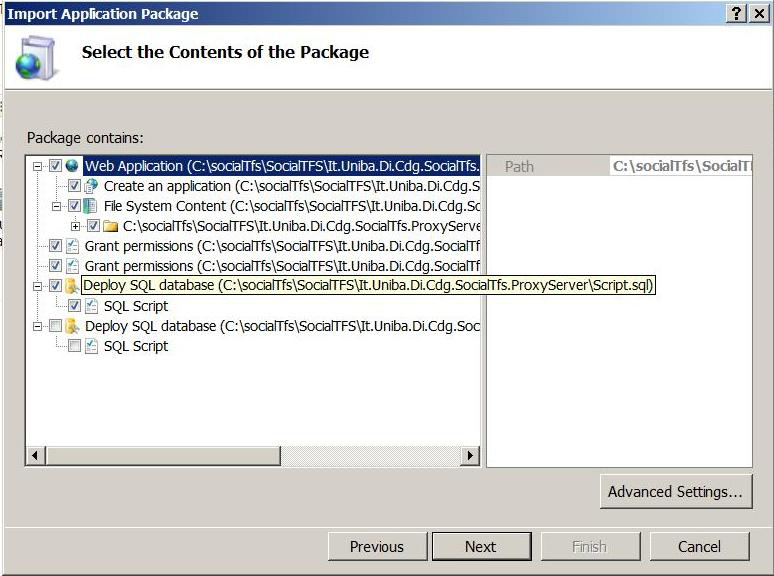 Import Application Package
Select the Contents of the Package
Package contains:
Web Application (C:\socialTfs\SocialTFS\It.Uniba.Di.Cdg.SocialTfs.
Create an application (C:\socialTfs\SocialTFS\It.Uniba.Di.Cdg.S
File System Content (C:\socialTfs\SocialTFS\It.Uniba.Di.Cdg.S
C:\socialTfs\SocialTFS\It.Uniba.Di.Cdg.SocialTfs.ProxyServe
Grant permissions (C:\socialTfs\SocialTFS\It.Uniba.Di.Cdg.SocialTf
Grant permissions (C:\socialTfs\SocialTFS\It.Uniba.Di.Cdg.SocialTf
Deploy SQL database (C:\socialTfs\SocialTFS\It.Uniba.Di.Cdg.SocialTfs.ProxyServer\Script.sql)
SQL Script
Deploy SQL database (C:\socialTfs\SocialTFS\It.Uniba.Di.Cdg.Soc
SQL Script
Path C:\socialTfs\SocialT
Advanced Settings...
Previous Next Finish Cancel